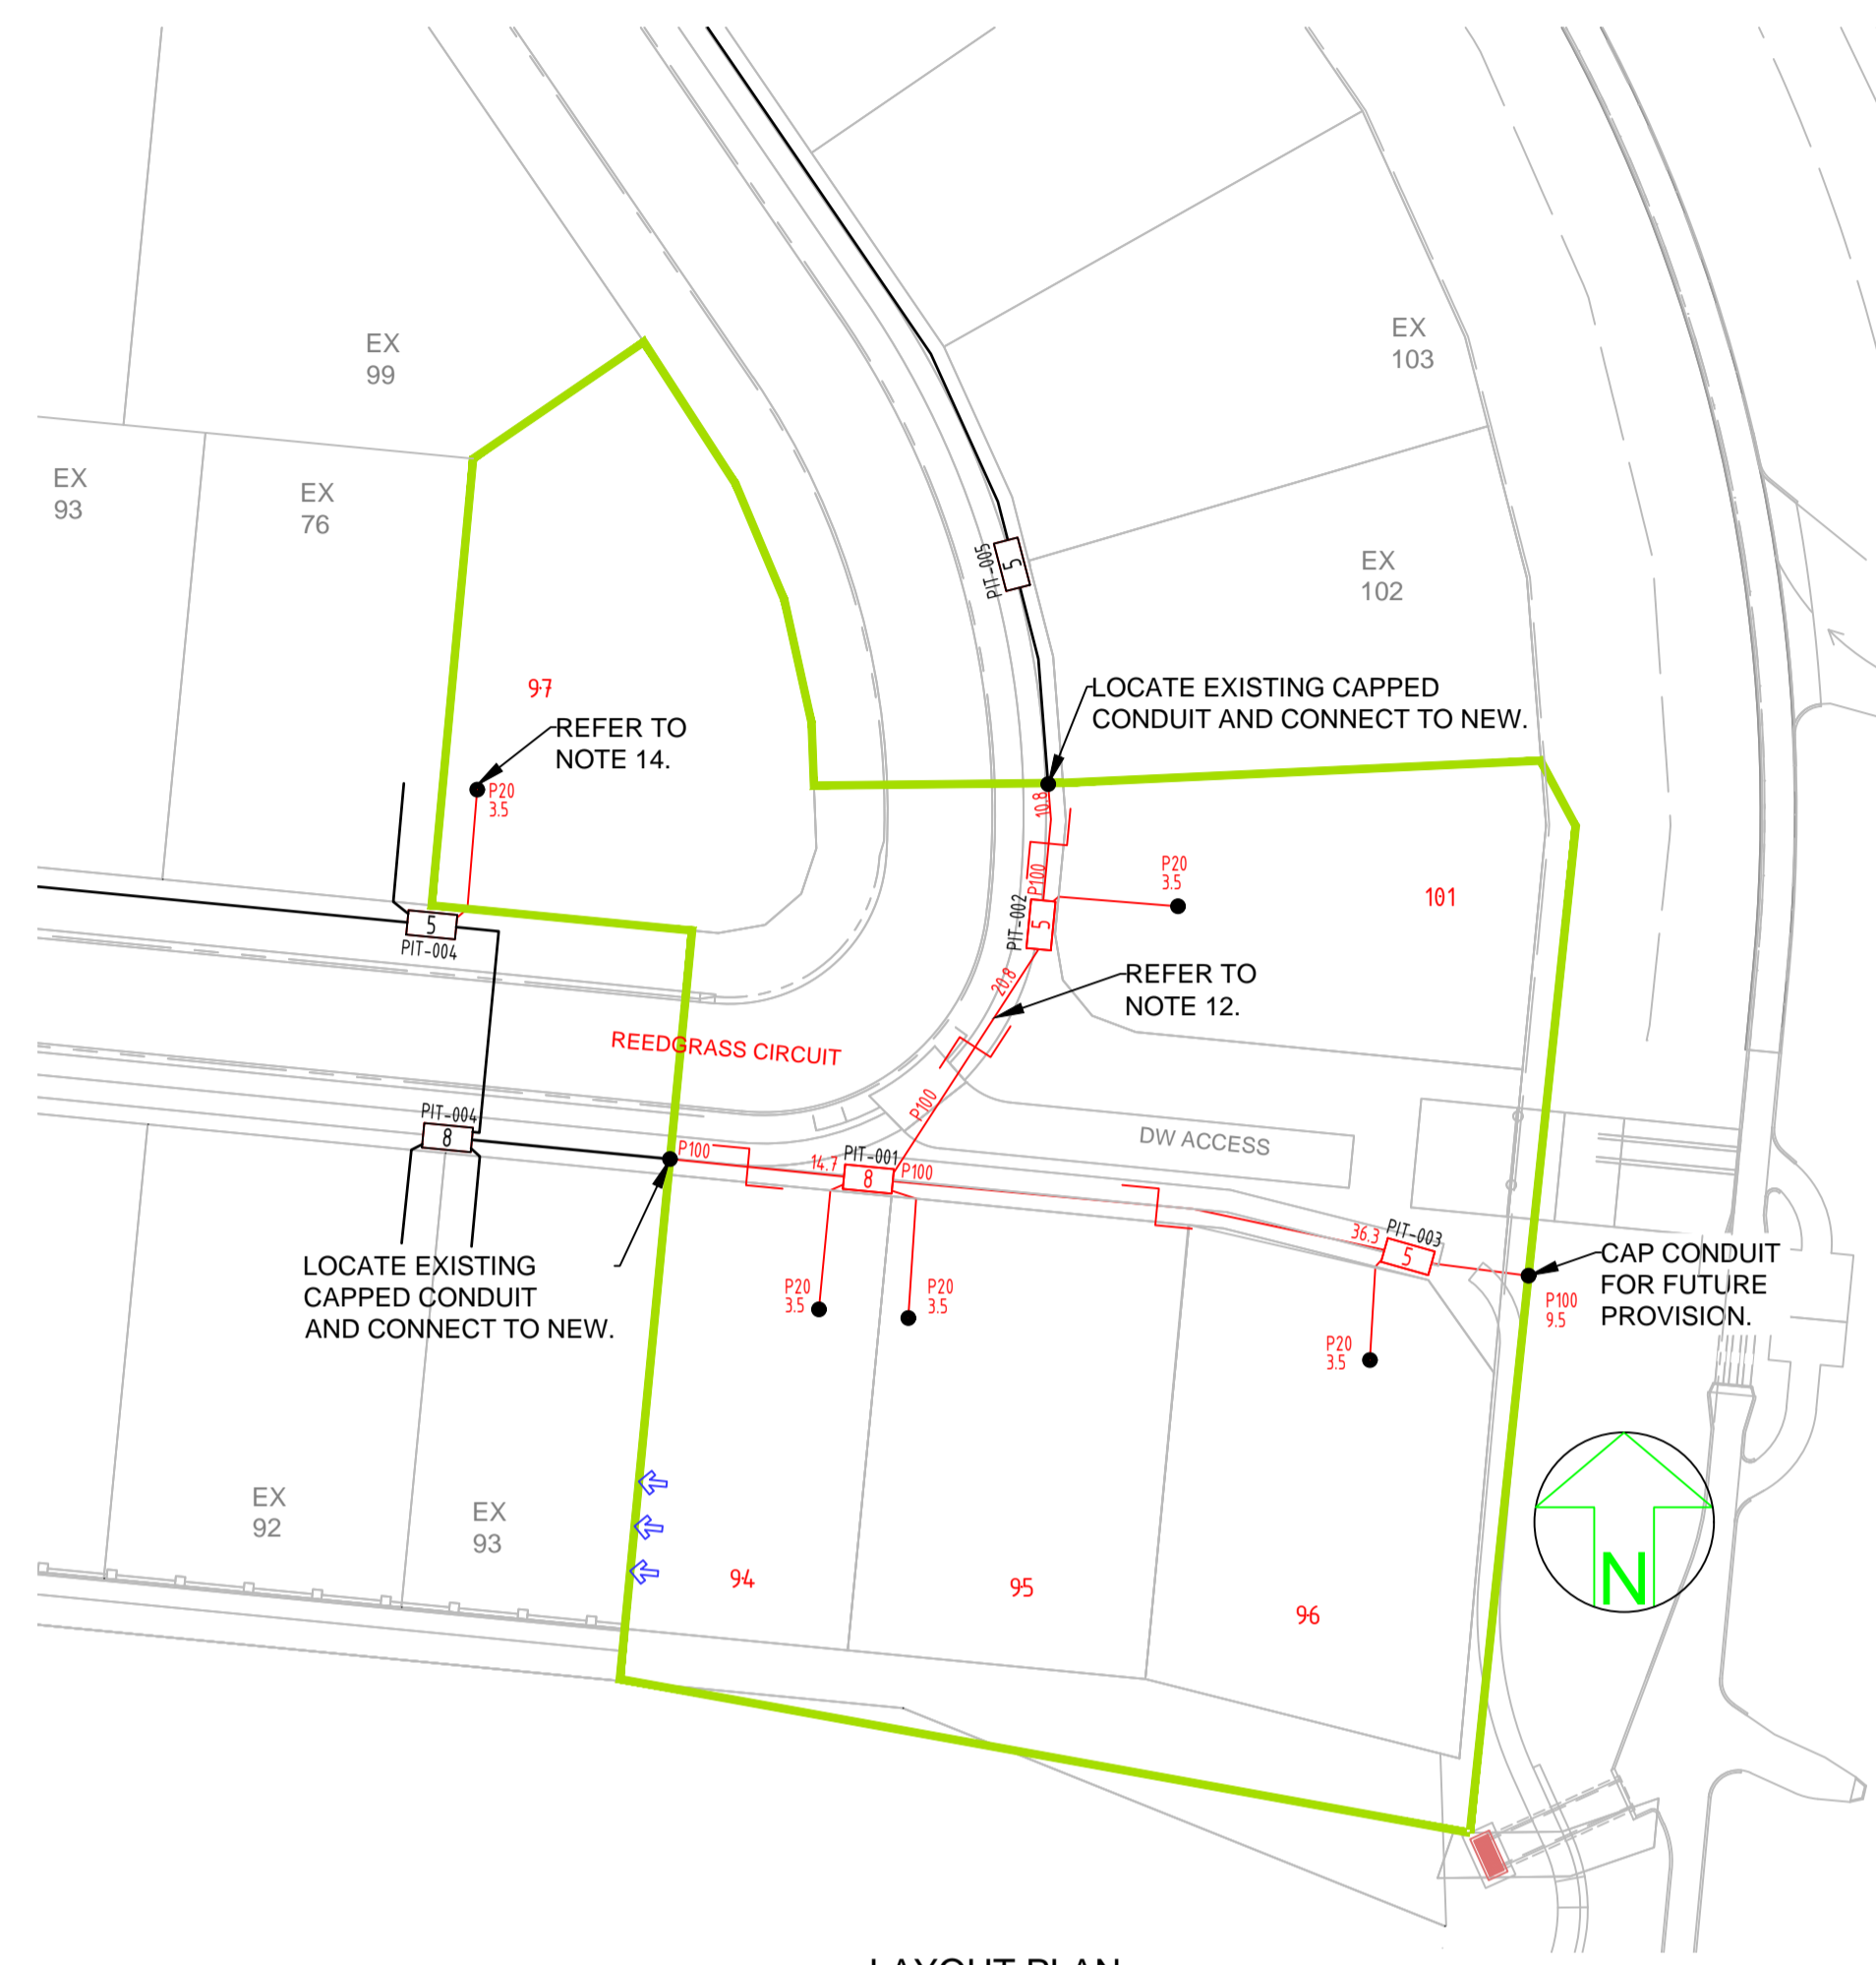 EX
99
EX
103
EX
93
EX
76
EX
102
PIT-005
5
97
LOCATE EXISTING CAPPED
CONDUIT AND CONNECT TO NEW.
REFER TO
NOTE 14.
P20
3.5
10.8
P100
P20
3.5
101
5
PIT-004
PIT-002
5
REFER TO
NOTE 12.
20.8
REEDGRASS CIRCUIT
P100
PIT-004
8
DW ACCESS
P100
14.7
PIT-001
8
P100
36.3
PIT-003
5
LOCATE EXISTING
CAPPED CONDUIT
AND CONNECT TO NEW.
CAP CONDUIT
FOR FUTURE
PROVISION.
P20
3.5
P20
3.5
P100
9.5
P20
3.5
EX
92
EX
93
94
95
96
N
LAYOUT PLAN